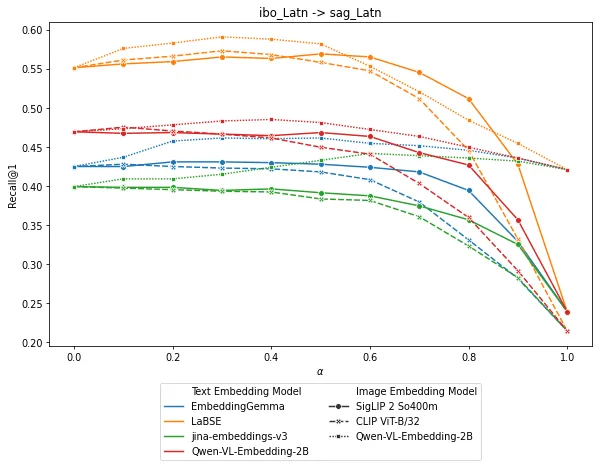 ibo_Latn -> sag_Latn
Recall@1
0.60
0.55
0.50
0.45
0.40
0.35
0.30
0.25
0.20
0.0 0.2 0.4 0.6 0.8 1.0
α
Text Embedding Model
EmbeddingGemma
LaBSE
jina-embeddings-v3
Qwen-VL-Embedding-2B
Image Embedding Model
SigLIP 2 So400m
CLIP ViT-B/32
Qwen-VL-Embedding-2B